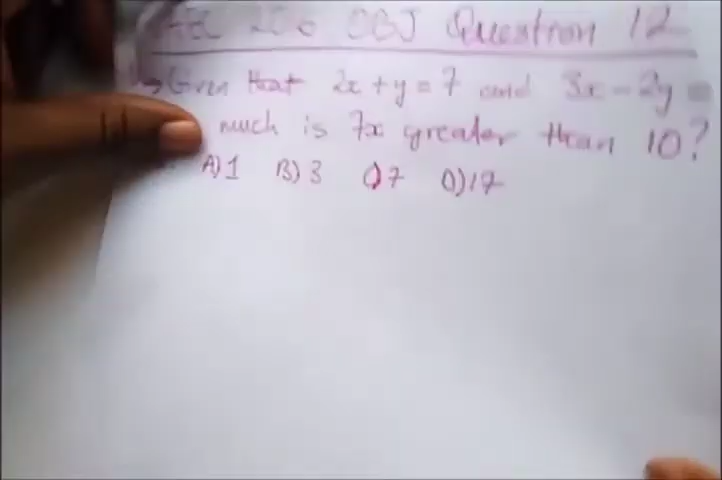 OBJ Question 12
Given that 2x + y = 7 and 3x - 2y =
much is 7x greater than 10?
A) 1 B) 3 C) 7 D) 17